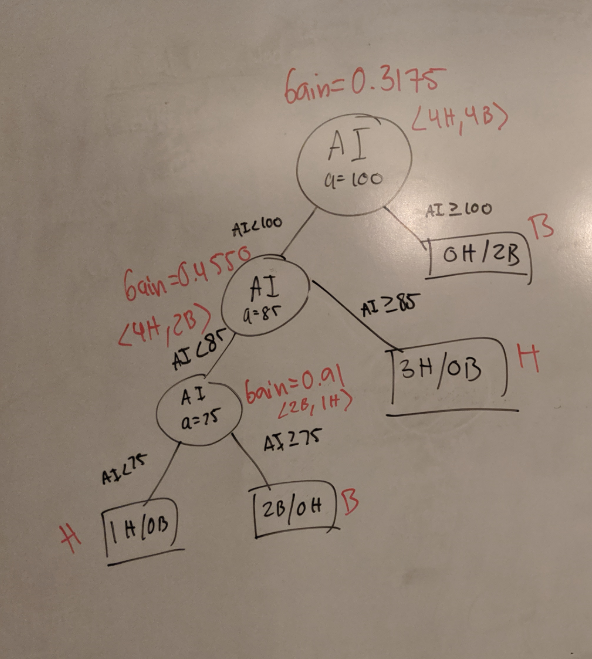 Gain=0.3175
⟨4H,4B⟩
AI
a=100
AI<100
AI≥100
B
0H/2B
Gain=0.4550
⟨4H,2B⟩
AI
a=85
AI<85
AI≥85
3H/0B
H
AI
a=75
Gain=0.91
⟨2B,1H⟩
AI<75
AI≥75
H
1H/0B
2B/0H
B